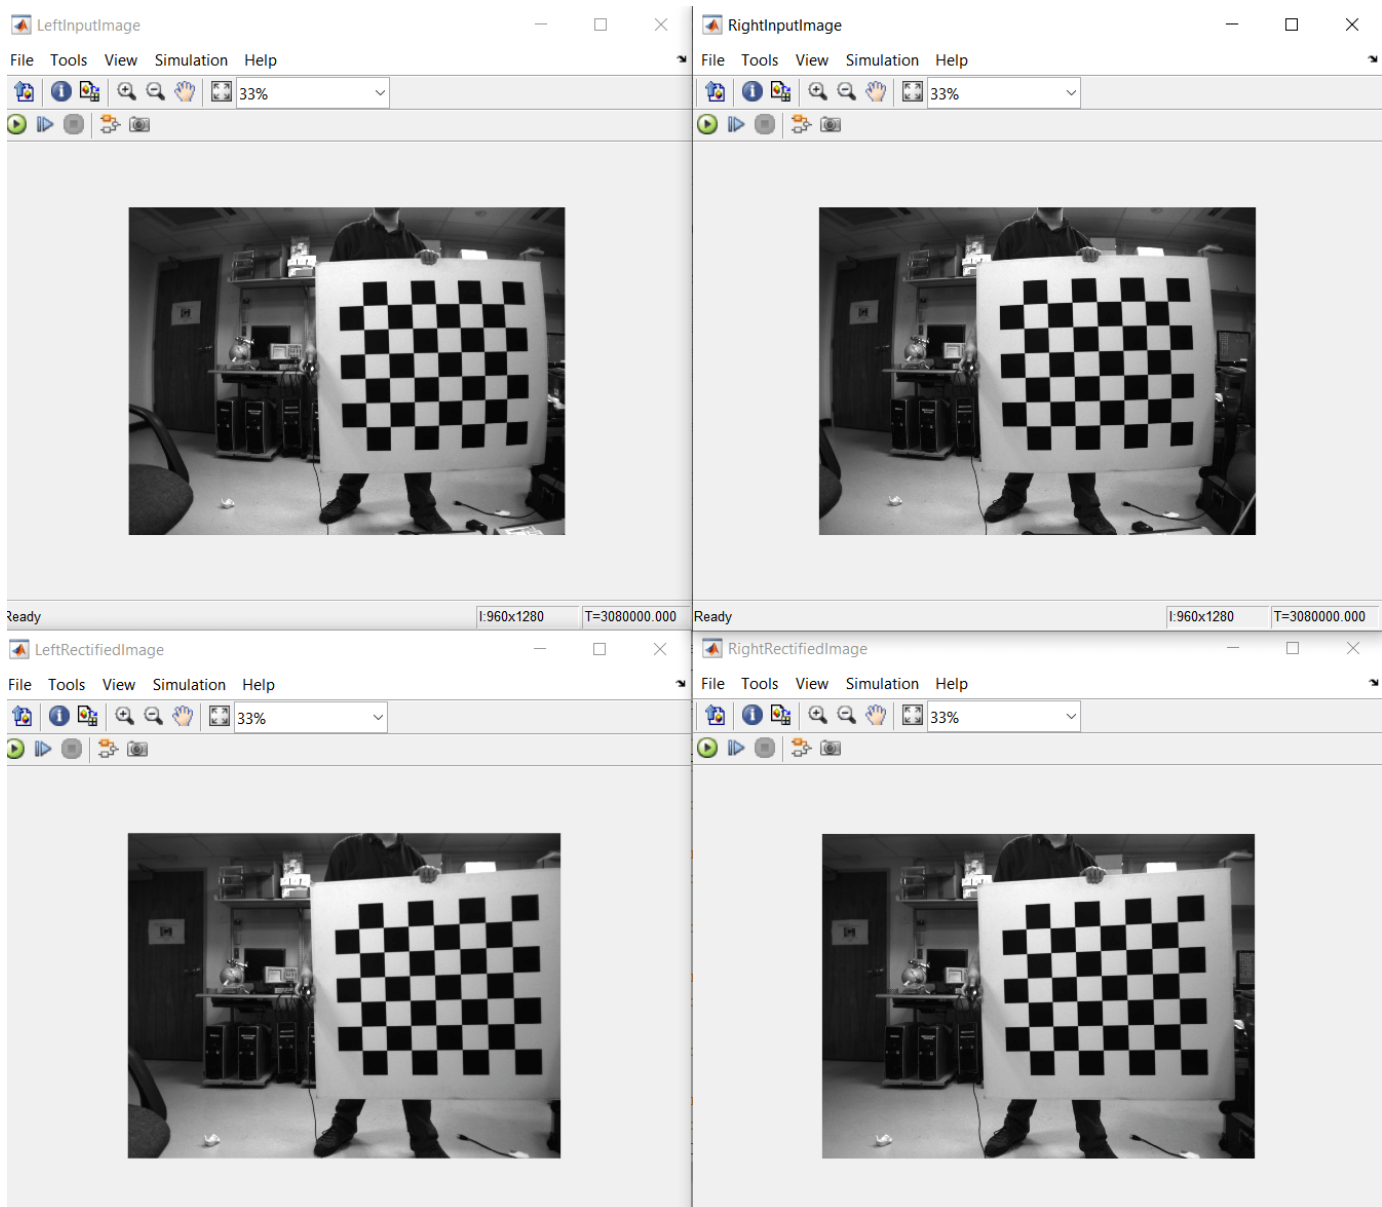 LeftInputImage
File Tools View Simulation Help
33%
Ready I:960x1280 T=3080000.000
RightInputImage
File Tools View Simulation Help
33%
Ready I:960x1280 T=3080000.000
LeftRectifiedImage
File Tools View Simulation Help
33%
RightRectifiedImage
File Tools View Simulation Help
33%